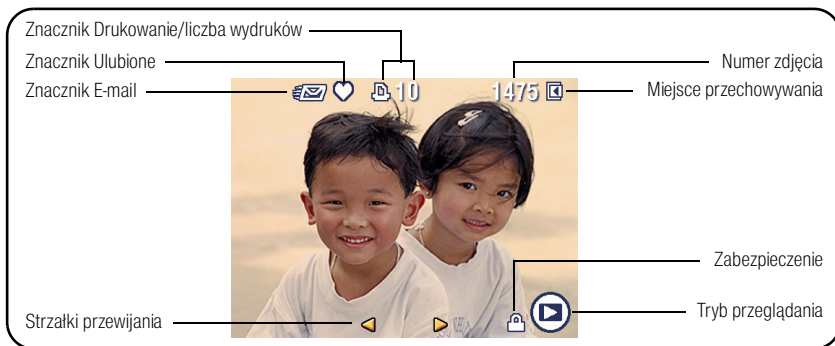 Znacznik Drukowanie/liczba wydruków
Znacznik Ulubione
Numer zdjęcia
Znacznik E-mail
10
1475
Miejsce przechowywania
Zabezpieczenie
Strzałki przewijania
Tryb przeglądania